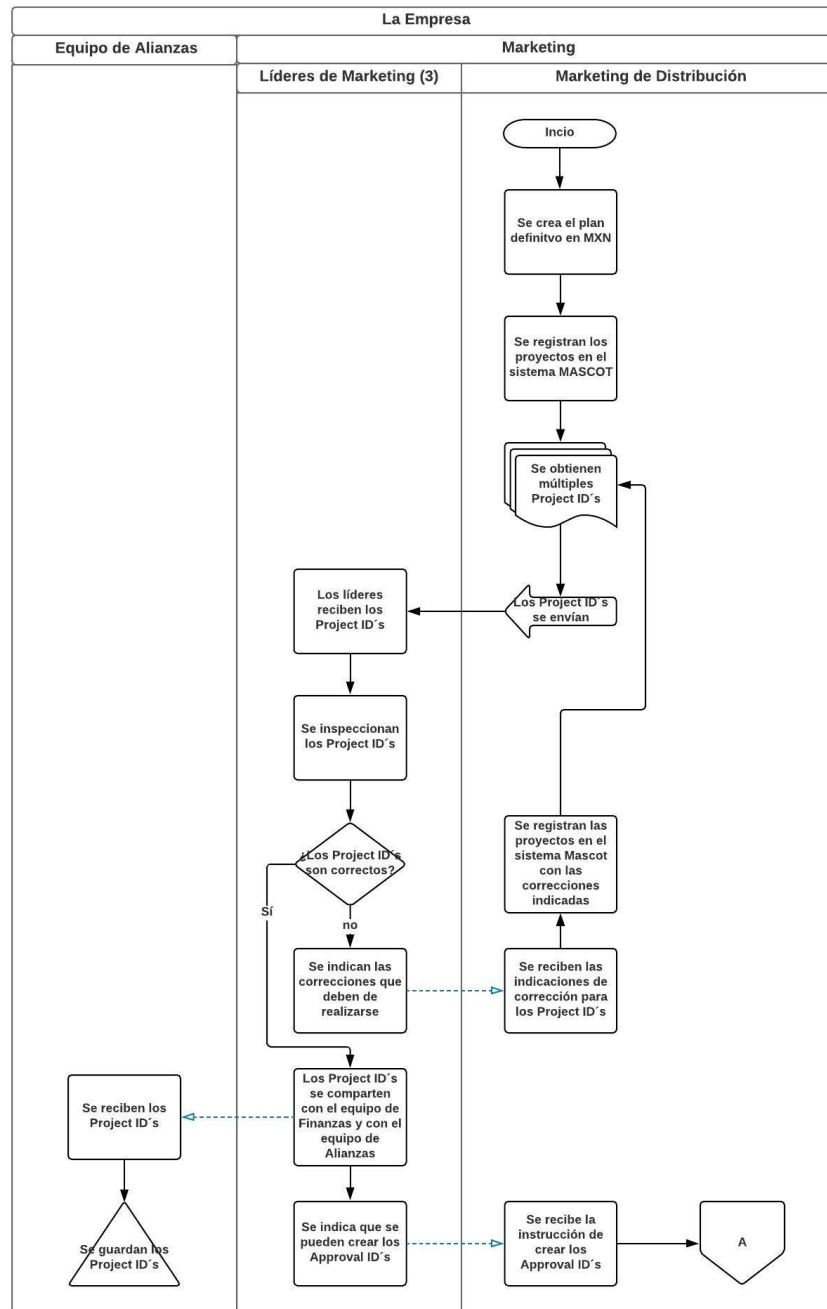 La Empresa
Equipo de Alianzas
Marketing
Líderes de Marketing (3)
Marketing de Distribución
Incio
Se crea el plan
definitvo en MXN
Se registran los
proyectos en el
sistema MASCOT
Se obtienen
múltiples
Project ID´s
Los Project ID´s
se envían
Los líderes
reciben los
Project ID´s
Se inspeccionan
los Project ID´s
¿Los Project ID´s
son correctos?
Sí
no
Se indican las
correcciones que
deben de
realizarse
Se reciben las
indicaciones de
corrección para
los Project ID´s
Se registran las
proyectos en el
sistema Mascot
con las
correcciones
indicadas
Los Project ID´s
se comparten
con el equipo de
Finanzas y con el
equipo de
Alianzas
Se reciben los
Project ID´s
Se guardan los
Project ID´s
Se indica que se
pueden crear los
Approval ID´s
Se recibe la
instrucción de
crear los
Approval ID´s
A